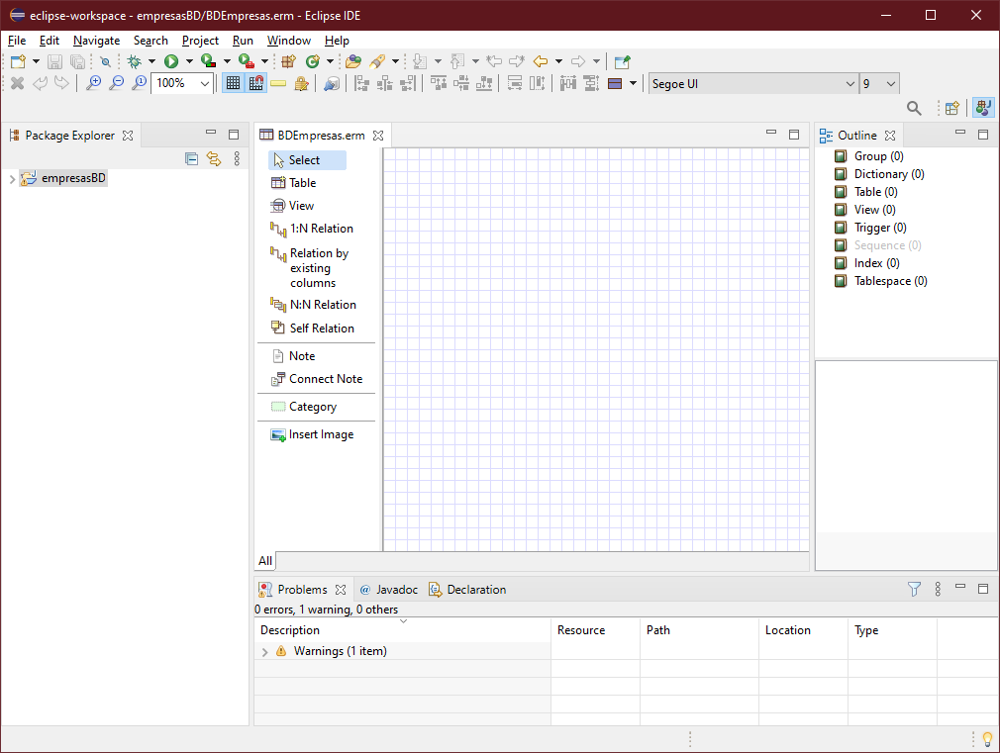 eclipse-workspace - empresasBD/BDEmpresas.erm - Eclipse IDE
File Edit Navigate Search Project Run Window Help
100%
Segoe UI
9
Package Explorer
empresasBD
BDEmpresas.erm
Select
Table
View
1:N Relation
Relation by
existing
columns
N:N Relation
Self Relation
Note
Connect Note
Category
Insert Image
All
Outline
Group (0)
Dictionary (0)
Table (0)
View (0)
Trigger (0)
Sequence (0)
Index (0)
Tablespace (0)
Problems
@ Javadoc
Declaration
0 errors, 1 warning, 0 others
Description Resource Path Location Type
Warnings (1 item)